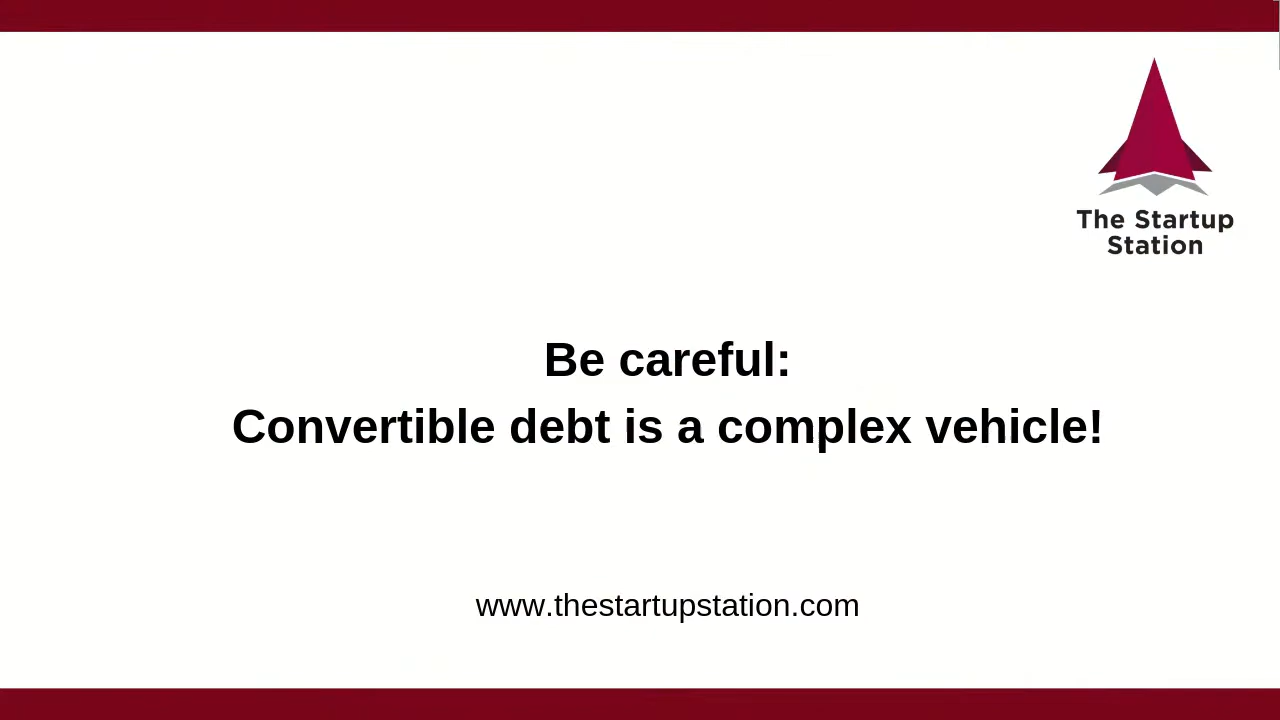 The Startup
Station
Be careful:
Convertible debt is a complex vehicle!
www.thestartupstation.com